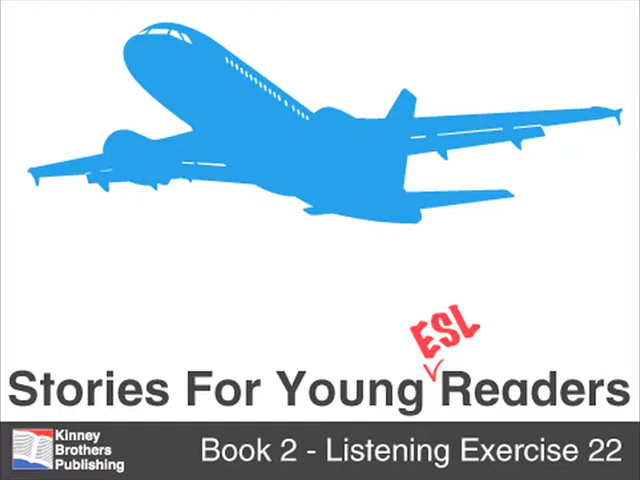 ESL
Stories For Young Readers
Kinney
Brothers
Publishing
Book 2 - Listening Exercise 22